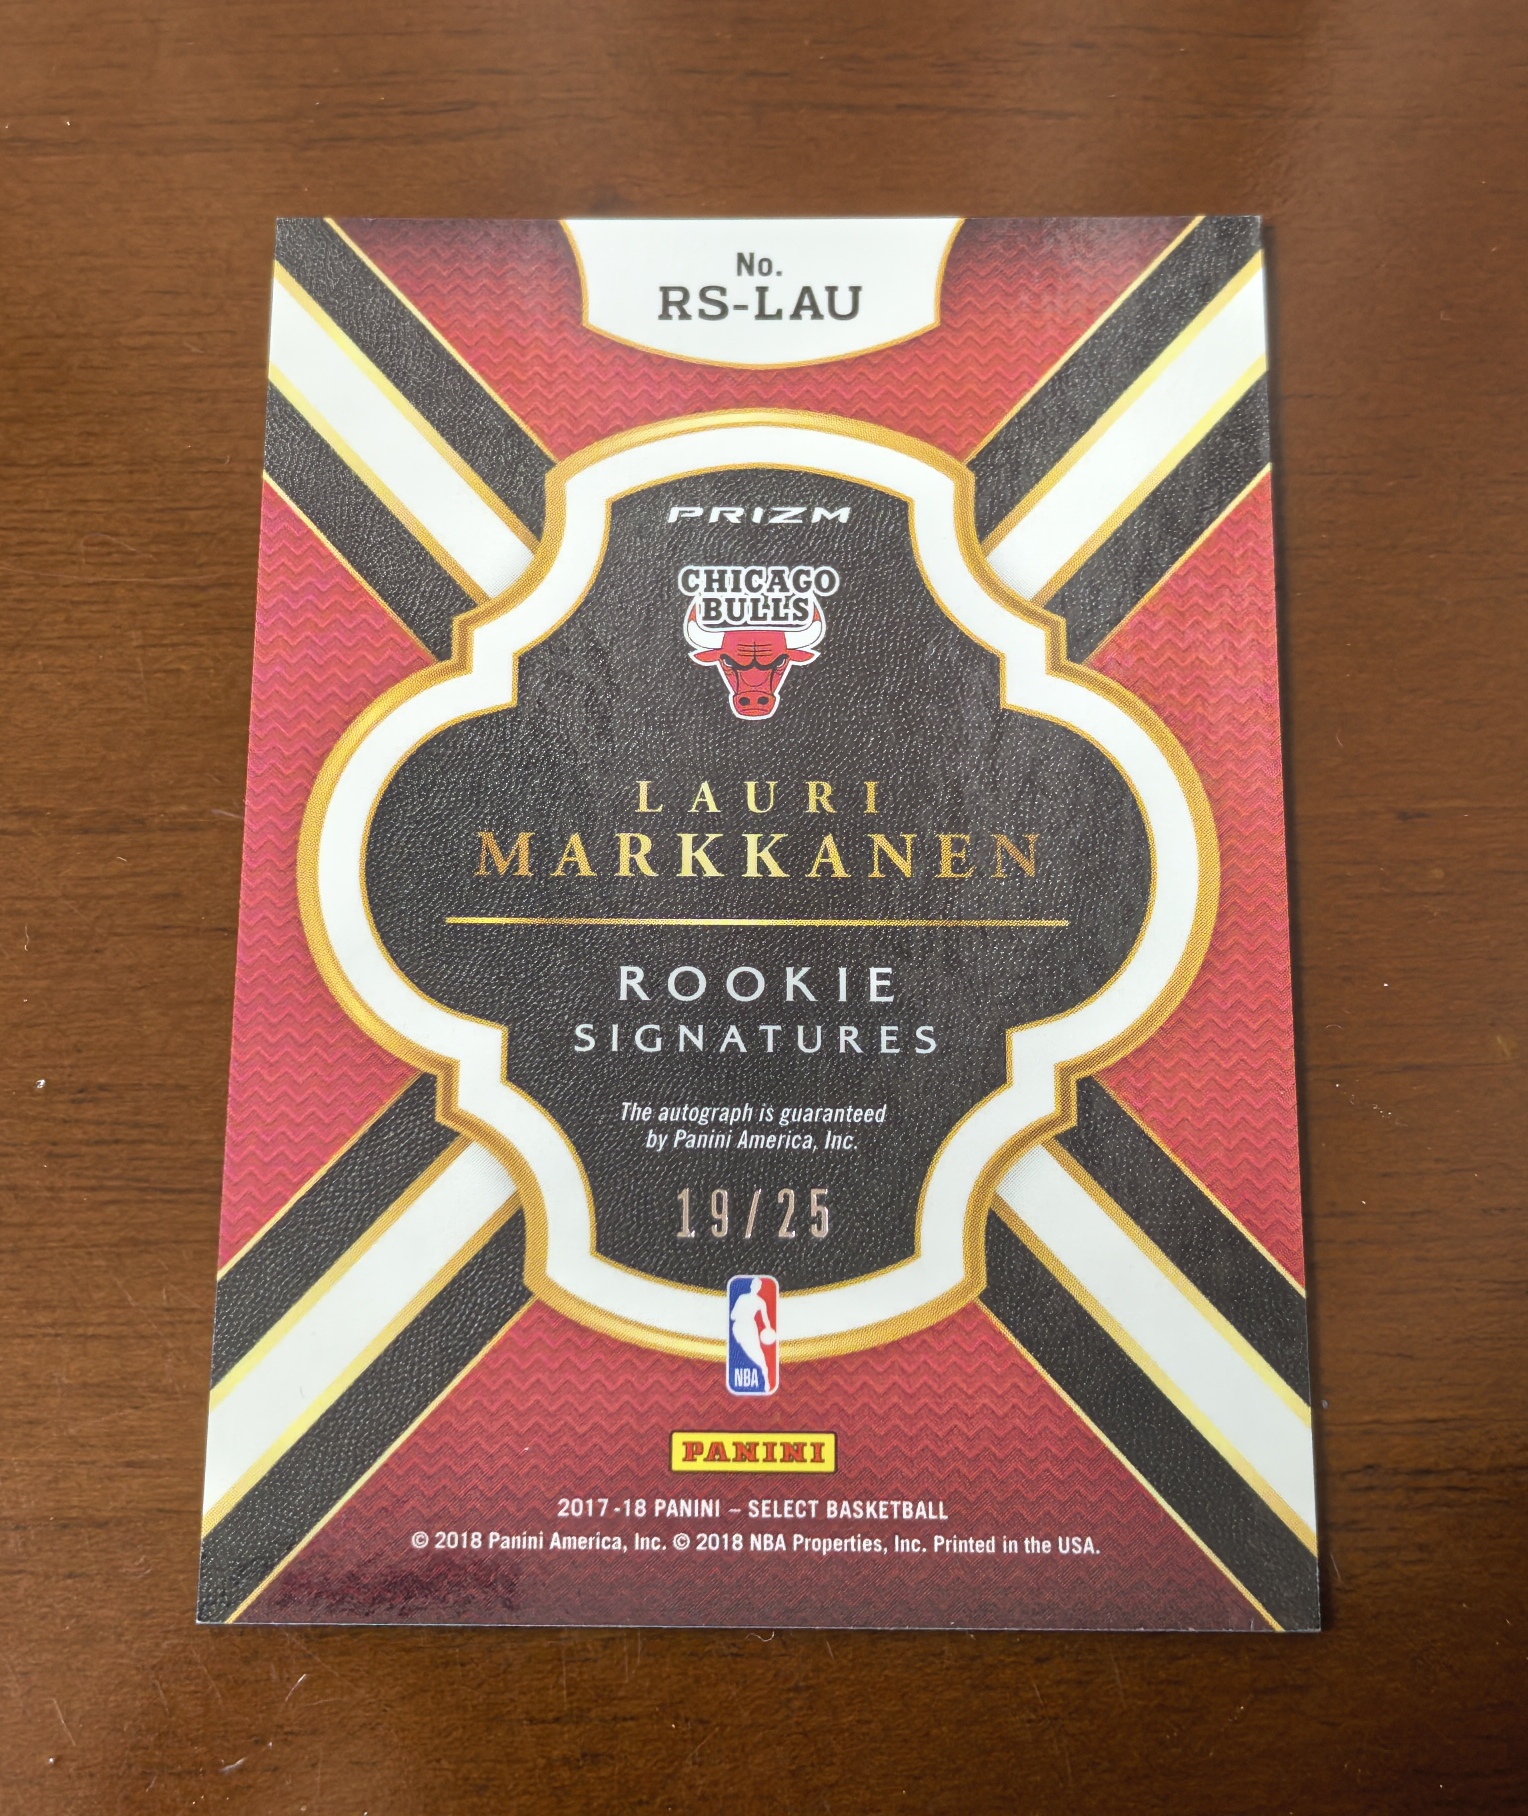 No.
RS-LAU
PRIZM
CHICAGO
BULLS
LAURI
MARKKANEN
ROOKIE
SIGNATURES
The autograph is guaranteed
by Panini America, Inc.
19/25
NBA
PANINI
2017-18 PANINI – SELECT BASKETBALL
© 2018 Panini America, Inc. © 2018 NBA Properties, Inc. Printed in the USA.